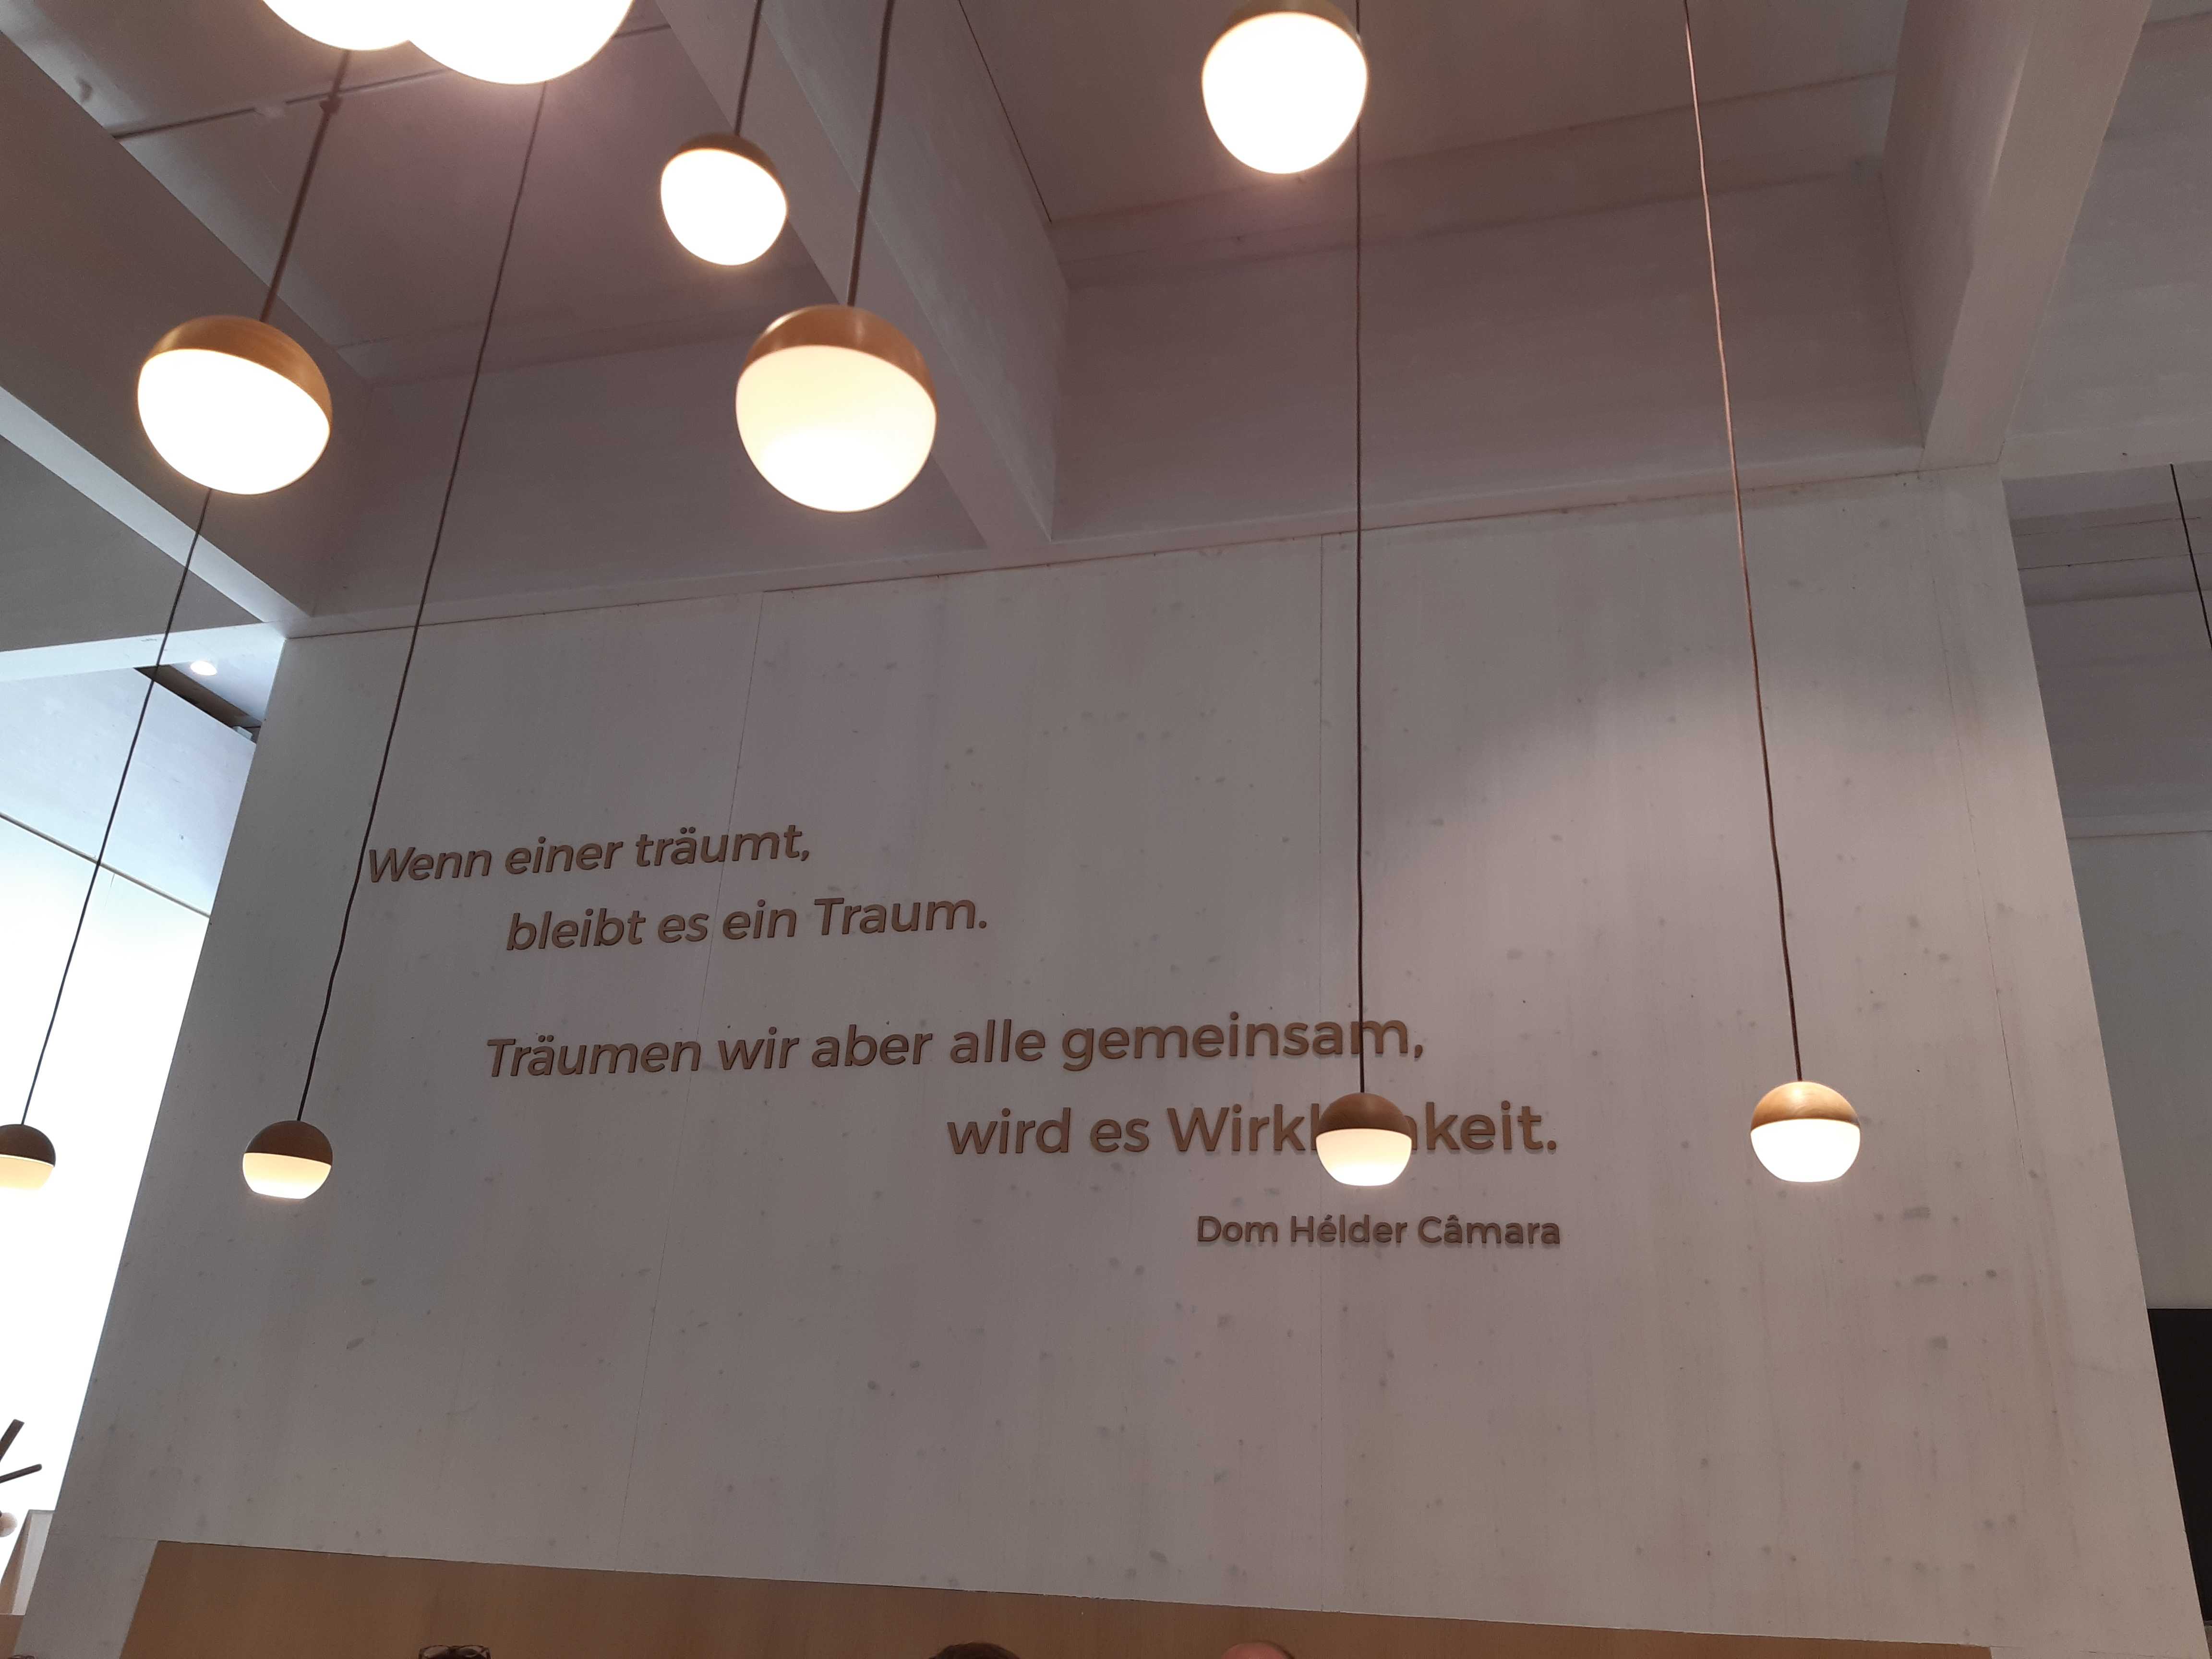 Wenn einer träumt,
bleibt es ein Traum.
Träumen wir aber alle gemeinsam,
wird es
Dom Hélder Câmara